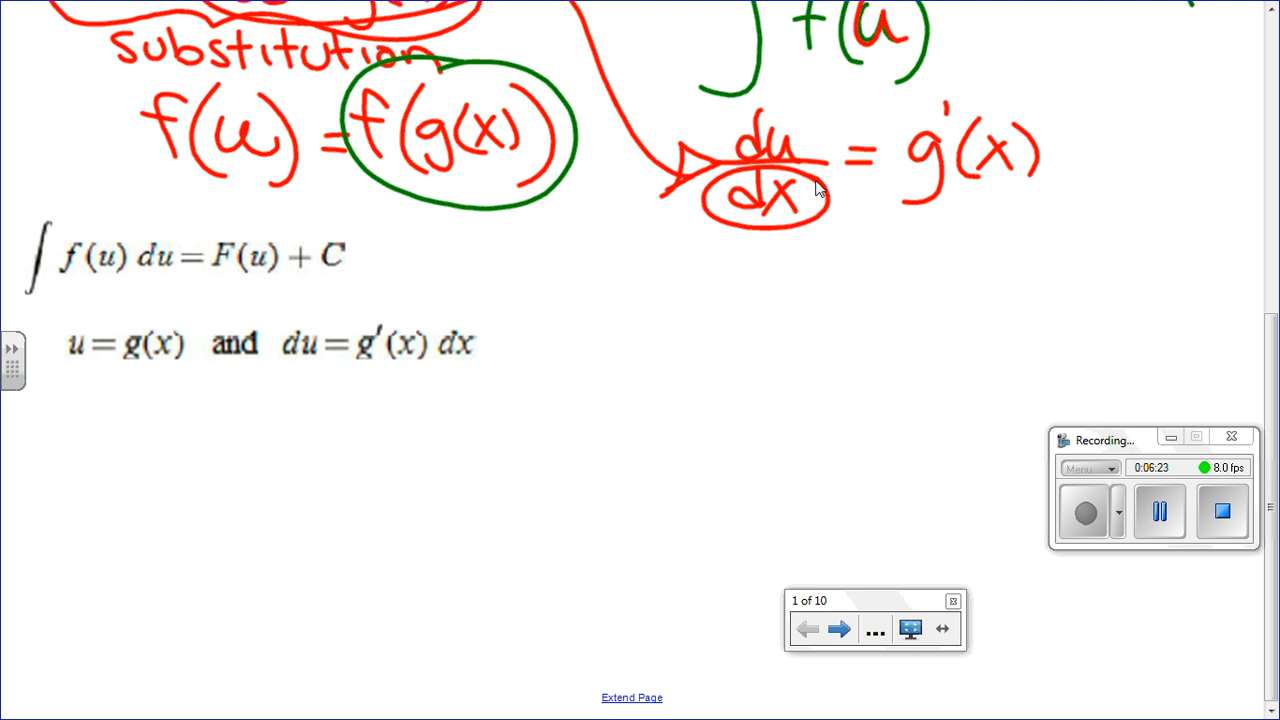 ∫ f(u)
substitution
f(u) = f(g(x))
du/dx = g'(x)
∫ f(u) du = F(u) + C
u = g(x) and du = g'(x) dx
Recording...
Menu 0:06:23 8.0 fps
1 of 10
...
Extend Page